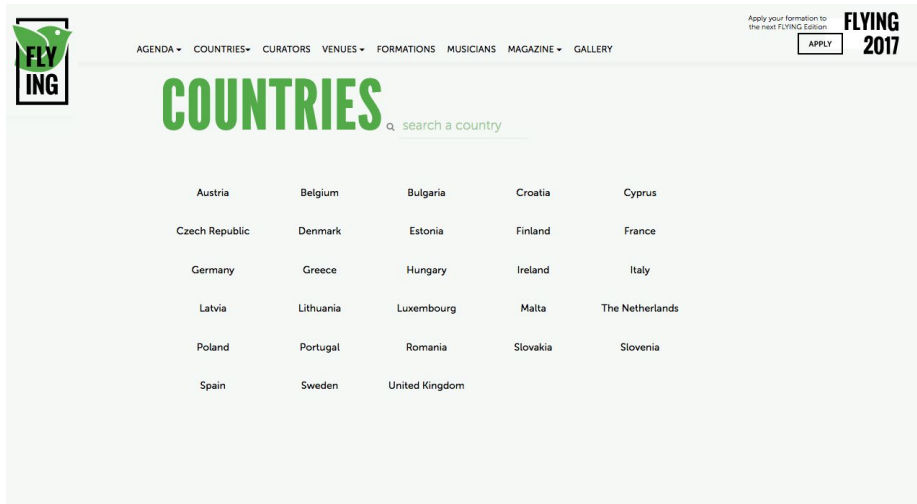 FLY
ING
AGENDA COUNTRIES CURATORS VENUES FORMATIONS MUSICIANS MAGAZINE GALLERY
Apply your formation to
the next FLYING Edition
APPLY
FLYING
2017
COUNTRIES
search a country
Austria Belgium Bulgaria Croatia Cyprus
Czech Republic Denmark Estonia Finland France
Germany Greece Hungary Ireland Italy
Latvia Lithuania Luxembourg Malta The Netherlands
Poland Portugal Romania Slovakia Slovenia
Spain Sweden United Kingdom